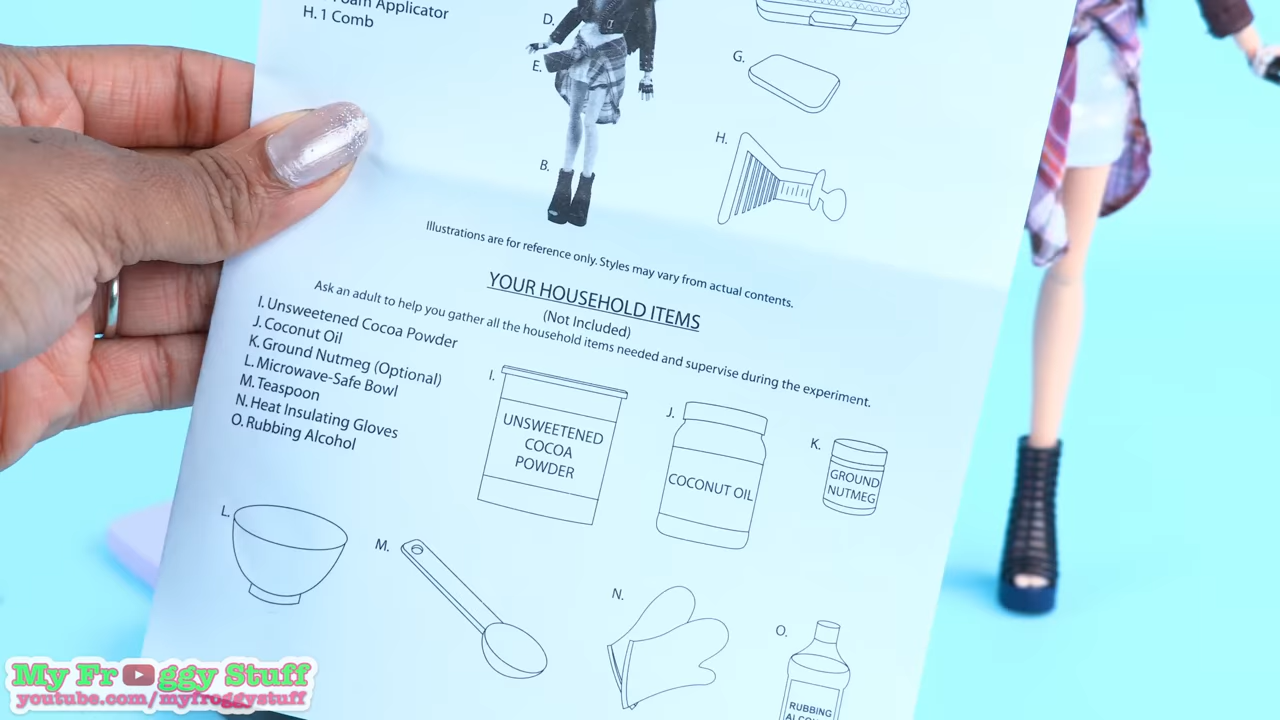 Applicator
H. 1 Comb
D.
E.
B.
G.
H.
Illustrations are for reference only. Styles may vary from actual contents.
YOUR HOUSEHOLD ITEMS
(Not Included)
Ask an adult to help you gather all the household items needed and supervise during the experiment.
I. Unsweetened Cocoa Powder
J. Coconut Oil
K. Ground Nutmeg (Optional)
L. Microwave-Safe Bowl
M. Teaspoon
N. Heat Insulating Gloves
O. Rubbing Alcohol
I.
UNSWEETENED
COCOA
POWDER
J.
COCONUT OIL
K.
GROUND
NUTMEG
L.
M.
N.
O.
RUBBING
My Froggy Stuff
youtube.com/myfroggystuff